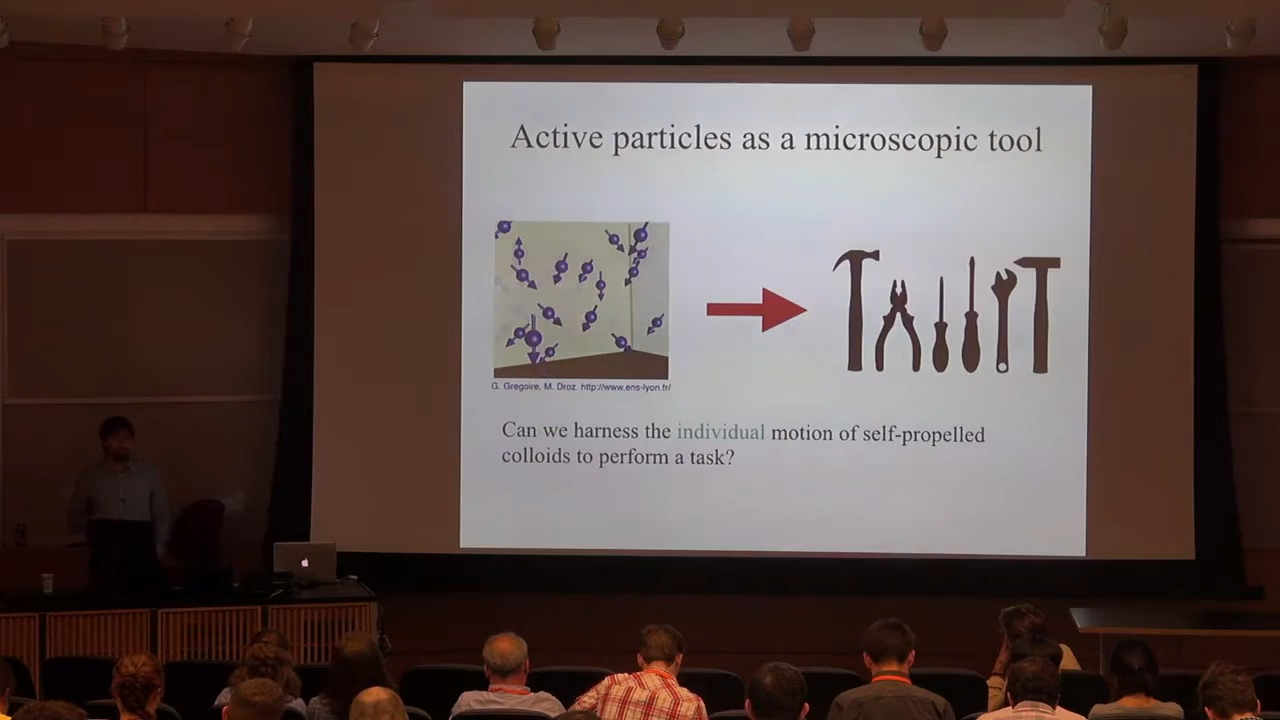 Active particles as a microscopic tool
G. Gregoire, M. Droz. http://www.ens-lyon.fr/
Can we harness the individual motion of self-propelled
colloids to perform a task?